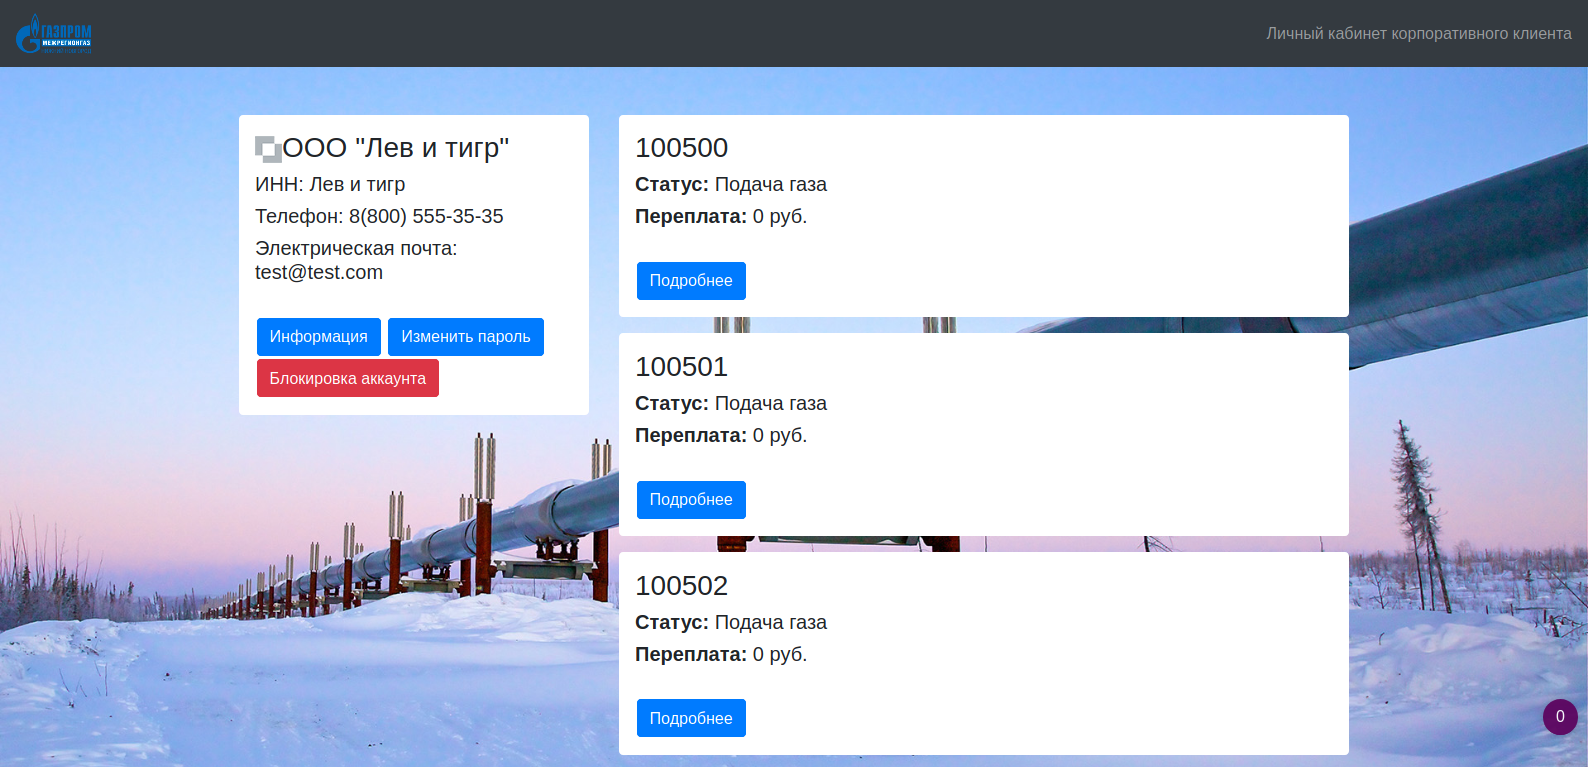 ГАЗПРОМ
МЕЖРЕГИОНГАЗ
Личный кабинет корпоративного клиента
ООО "Лев и тигр"
ИНН: Лев и тигр
Телефон: 8(800) 555-35-35
Электрическая почта:
test@test.com
Информация
Изменить пароль
Блокировка аккаунта
100500
Статус: Подача газа
Переплата: 0 руб.
Подробнее
100501
Статус: Подача газа
Переплата: 0 руб.
Подробнее
100502
Статус: Подача газа
Переплата: 0 руб.
Подробнее
0